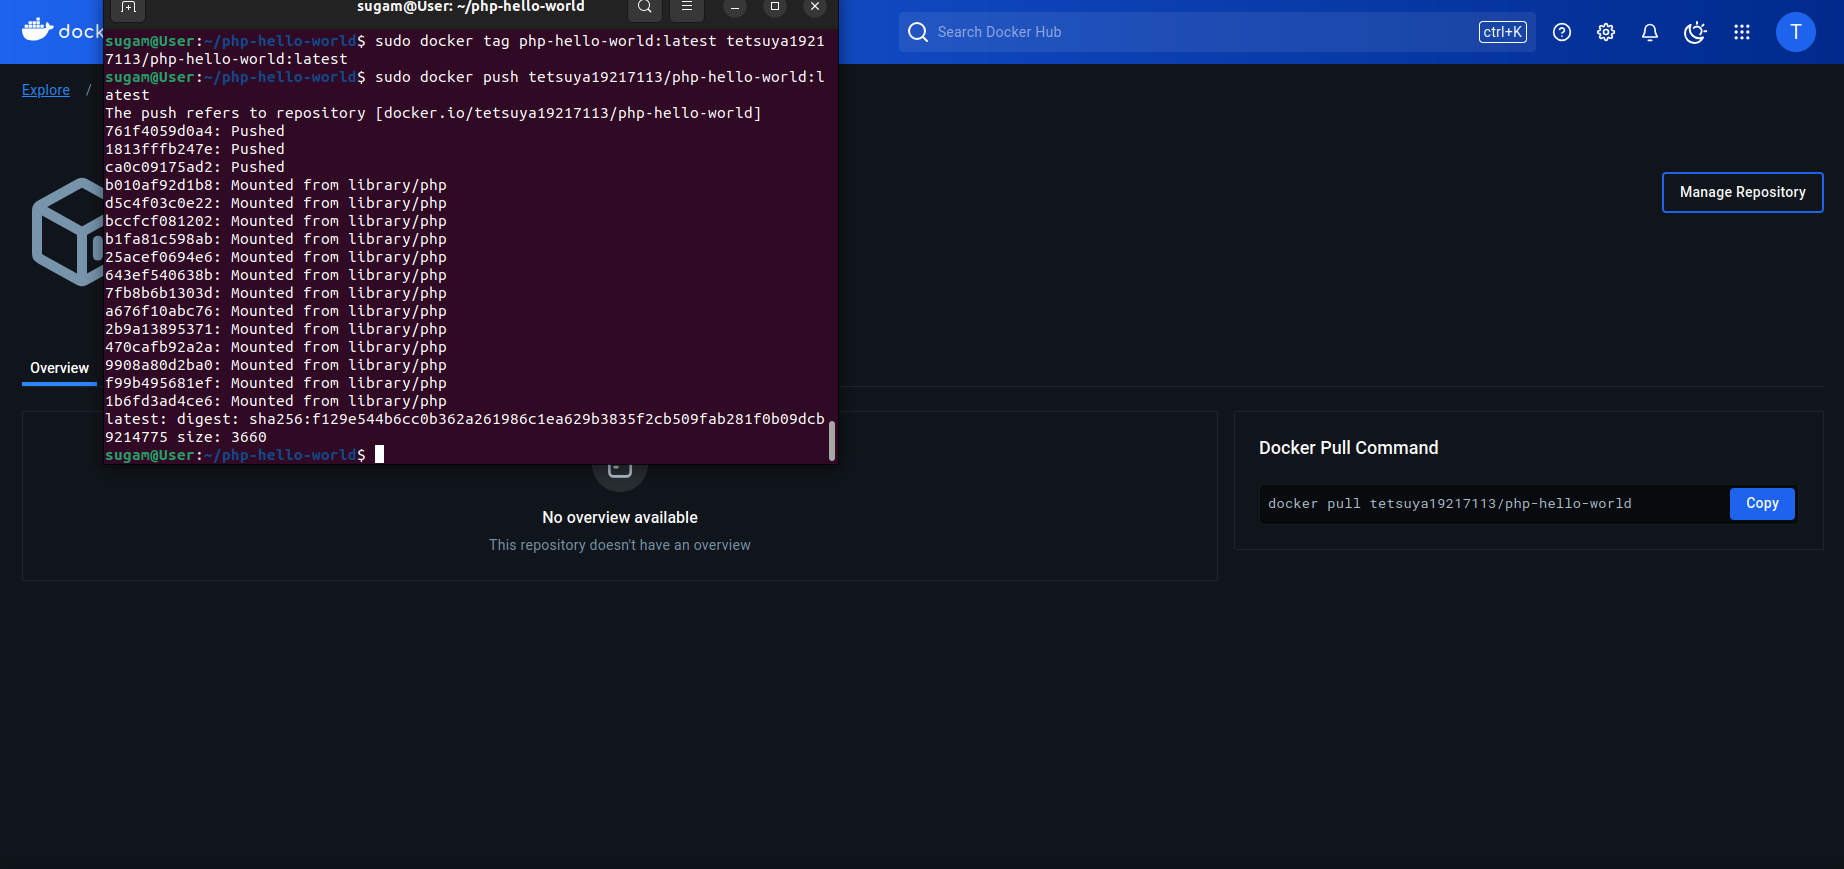 sugam@User: ~/php-hello-world
sugam@User:~/php-hello-world$ sudo docker tag php-hello-world:latest tetsuya1921
7113/php-hello-world:latest
sugam@User:~/php-hello-world$ sudo docker push tetsuya19217113/php-hello-world:l
atest
The push refers to repository [docker.io/tetsuya19217113/php-hello-world]
761f4059d0a4: Pushed
1813fffb247e: Pushed
ca0c09175ad2: Pushed
b010af92d1b8: Mounted from library/php
d5c4f03c0e22: Mounted from library/php
bccfcf081202: Mounted from library/php
b1fa81c598ab: Mounted from library/php
25acef0694e6: Mounted from library/php
643ef540638b: Mounted from library/php
7fb8b6b1303d: Mounted from library/php
a676f10abc76: Mounted from library/php
2b9a13895371: Mounted from library/php
470cafb92a2a: Mounted from library/php
9908a80d2ba0: Mounted from library/php
f99b495681ef: Mounted from library/php
1b6fd3ad4ce6: Mounted from library/php
latest: digest: sha256:f129e544b6cc0b362a261986c1ea629b3835f2cb509fab281f0b09dcb
9214775 size: 3660
sugam@User:~/php-hello-world$
dock
Search Docker Hub
ctrl+K
T
Explore /
Manage Repository
Overview
No overview available
This repository doesn't have an overview
Docker Pull Command
docker pull tetsuya19217113/php-hello-world
Copy